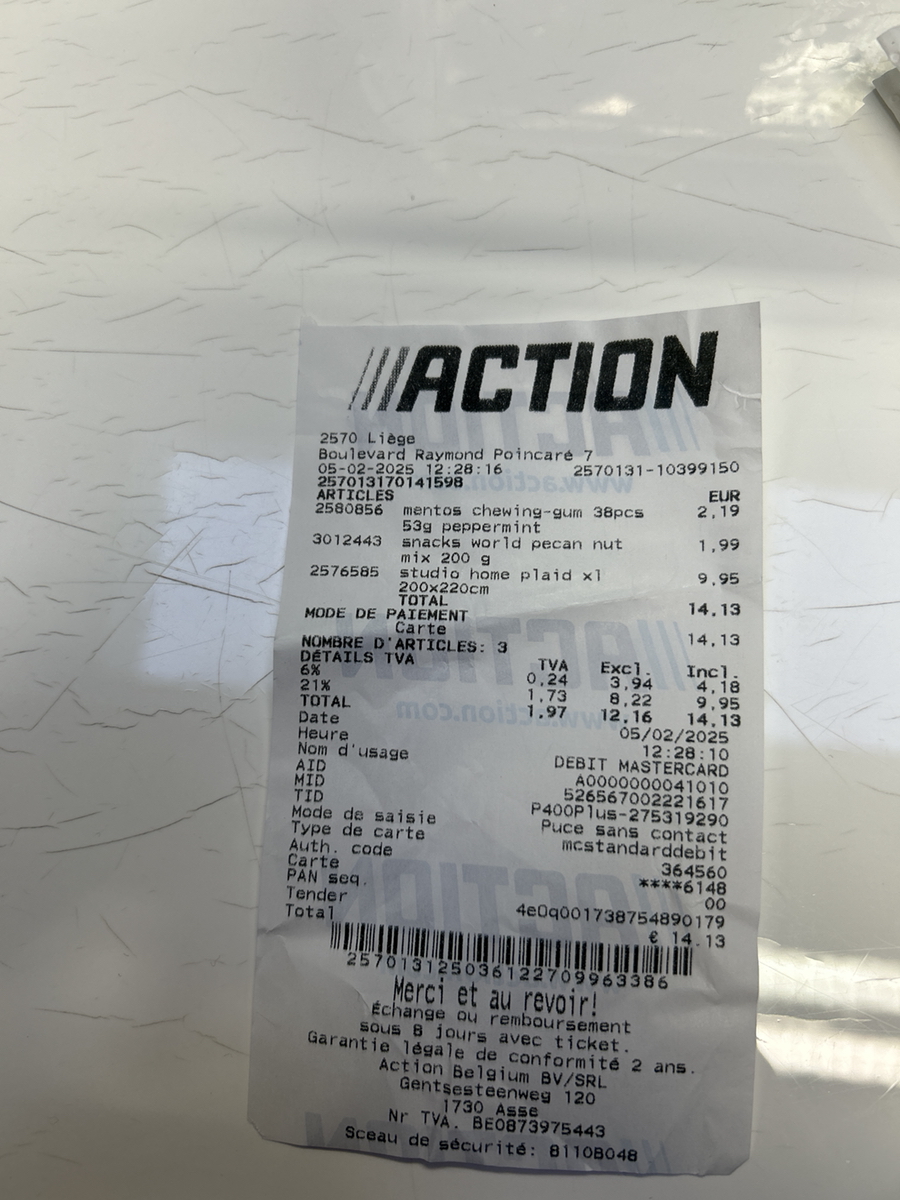 ///ACTION
2570 Liège
Boulevard Raymond Poincaré 7
05-02-2025 12:28:16 2570131-10399150
257013170141598
ARTICLES EUR
2580856 mentos chewing-gum 38pcs 2,19
53g peppermint
3012443 snacks world pecan nut 1,99
mix 200 g
2576585 studio home plaid xl 9,95
200x220cm
TOTAL 14,13
MODE DE PAIEMENT
Carte 14,13
NOMBRE D'ARTICLES: 3
DÉTAILS TVA TVA Excl. Incl.
6% 0,24 3,94 4,18
21% 1,73 8,22 9,95
TOTAL 1,97 12,16 14,13
Date 05/02/2025
Heure 12:28:10
Nom d'usage DEBIT MASTERCARD
AID A0000000041010
MID 526567002221617
TID P400Plus-275319290
Mode de saisie Puce sans contact
Type de carte mcstandarddebit
Auth. code 364560
Carte ****6148
PAN seq. 00
Tender 4e0q001738754890179
Total € 14.13
257013125036122709963386
Merci et au revoir!
Échange ou remboursement
sous 8 jours avec ticket.
Garantie légale de conformité 2 ans.
Action Belgium BV/SRL
Gentsesteenweg 120
1730 Asse
Nr TVA. BE0873975443
Sceau de sécurité: 8110B048